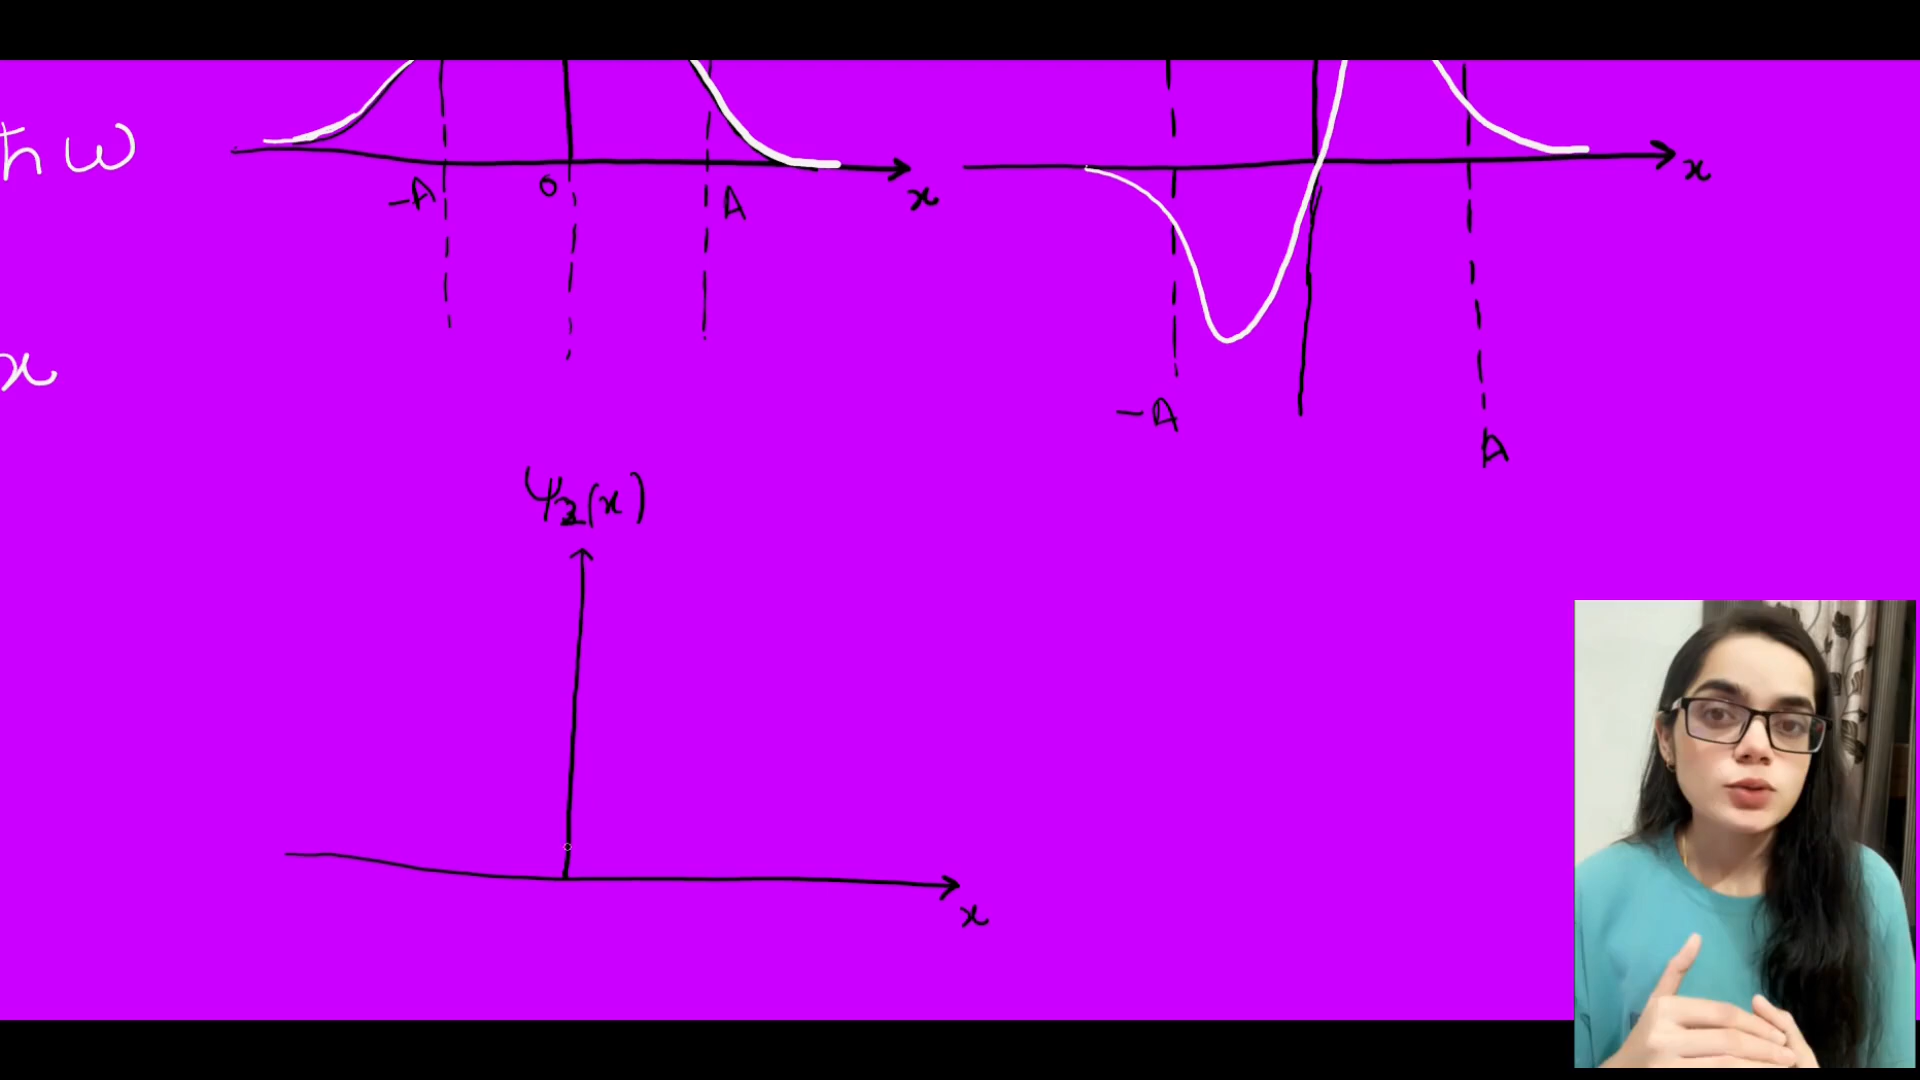 ħω
-A 0 A x
x
-A A
x
ψ₂(x)
x